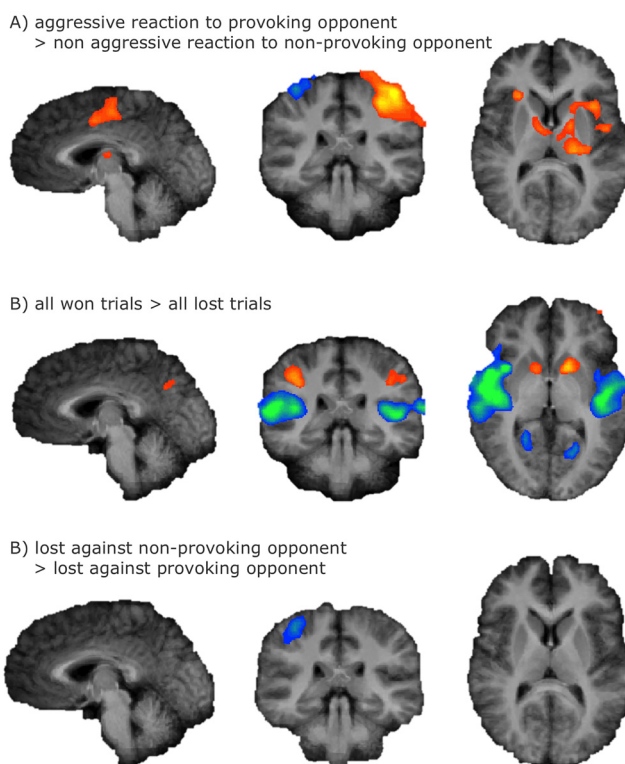 A) aggressive reaction to provoking opponent
> non aggressive reaction to non-provoking opponent
B) all won trials > all lost trials
B) lost against non-provoking opponent
> lost against provoking opponent